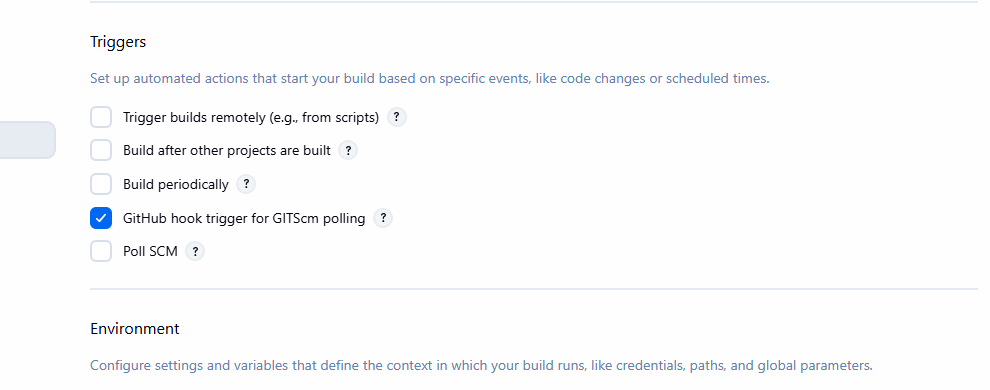 Triggers
Set up automated actions that start your build based on specific events, like code changes or scheduled times.
Trigger builds remotely (e.g., from scripts) ?
Build after other projects are built ?
Build periodically ?
GitHub hook trigger for GITScm polling ?
Poll SCM ?
Environment
Configure settings and variables that define the context in which your build runs, like credentials, paths, and global parameters.